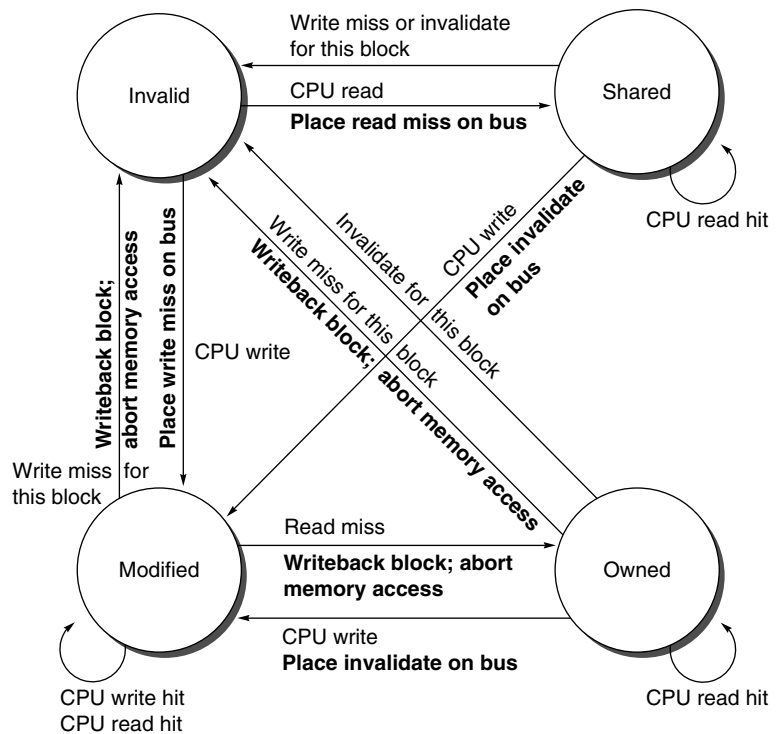 Write miss or invalidate
for this block
Invalid
CPU read
Place read miss on bus
Shared
CPU read hit
CPU write
Place invalidate
on bus
Invalidate for this block
Write miss for this block
Writeback block; abort memory access
Writeback block;
abort memory access
Place write miss on bus
CPU write
Write miss for
this block
Modified
Read miss
Writeback block; abort
memory access
Owned
CPU write
Place invalidate on bus
CPU write hit
CPU read hit
CPU read hit